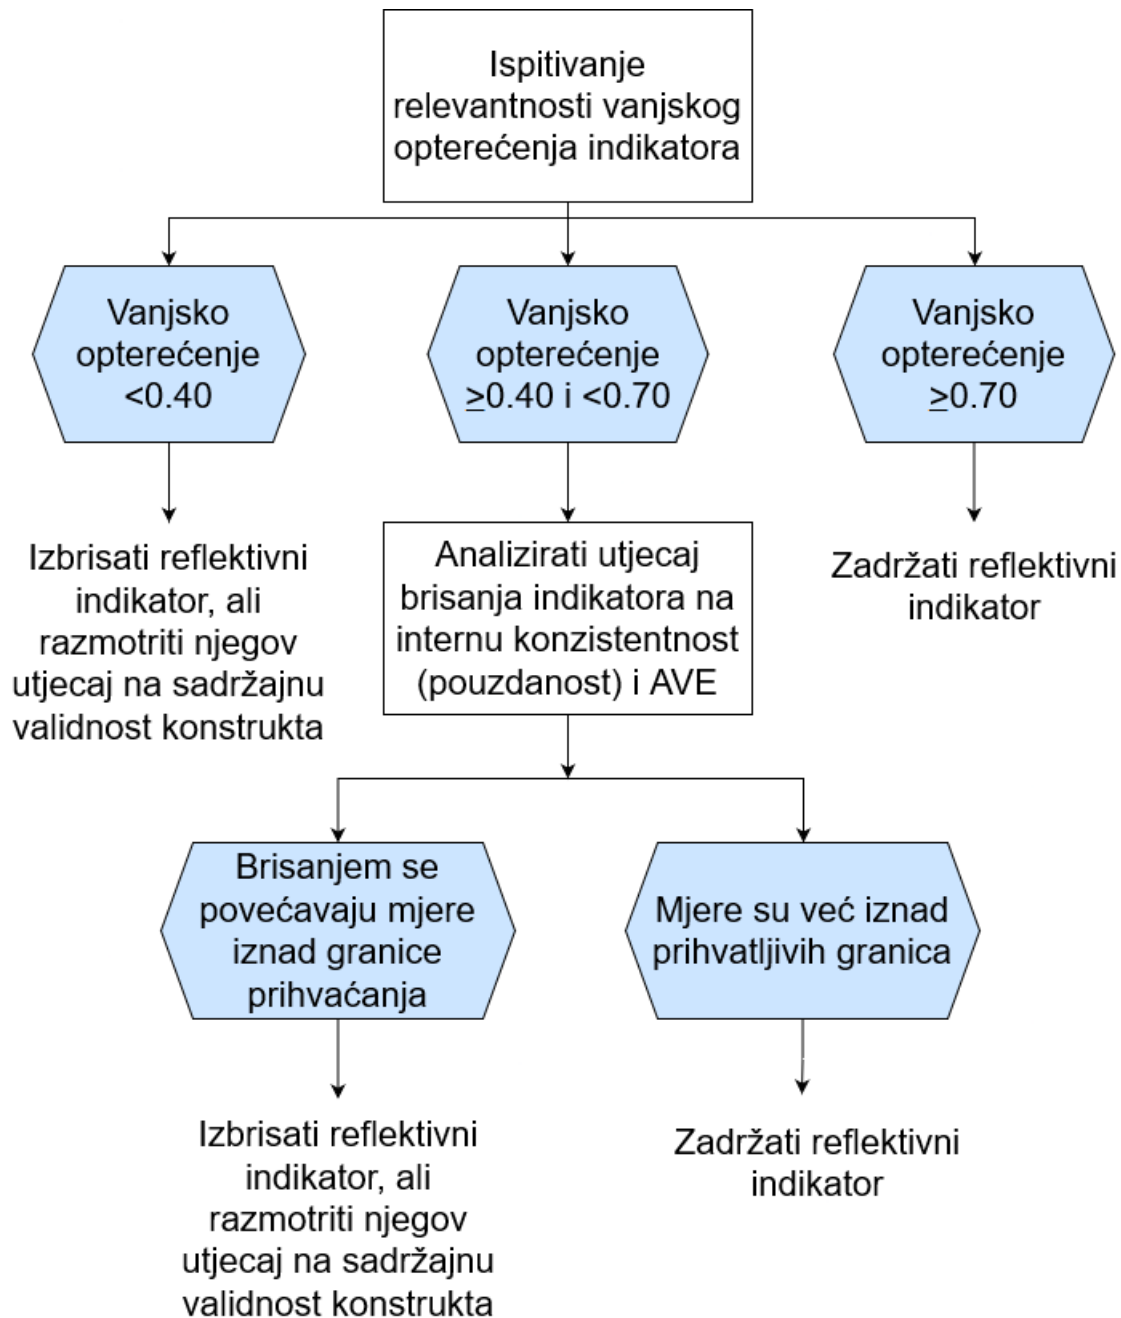 Ispitivanje
relevantnosti vanjskog
opterećenja indikatora
Vanjsko
opterećenje
<0.40
Vanjsko
opterećenje
≥0.40 i <0.70
Vanjsko
opterećenje
≥0.70
Izbrisati reflektivni
indikator, ali
razmotriti njegov
utjecaj na sadržajnu
validnost konstrukta
Analizirati utjecaj
brisanja indikatora na
internu konzistentnost
(pouzdanost) i AVE
Zadržati reflektivni
indikator
Brisanjem se
povećavaju mjere
iznad granice
prihvaćanja
Mjere su već iznad
prihvatljivih granica
Izbrisati reflektivni
indikator, ali
razmotriti njegov
utjecaj na sadržajnu
validnost konstrukta
Zadržati reflektivni
indikator